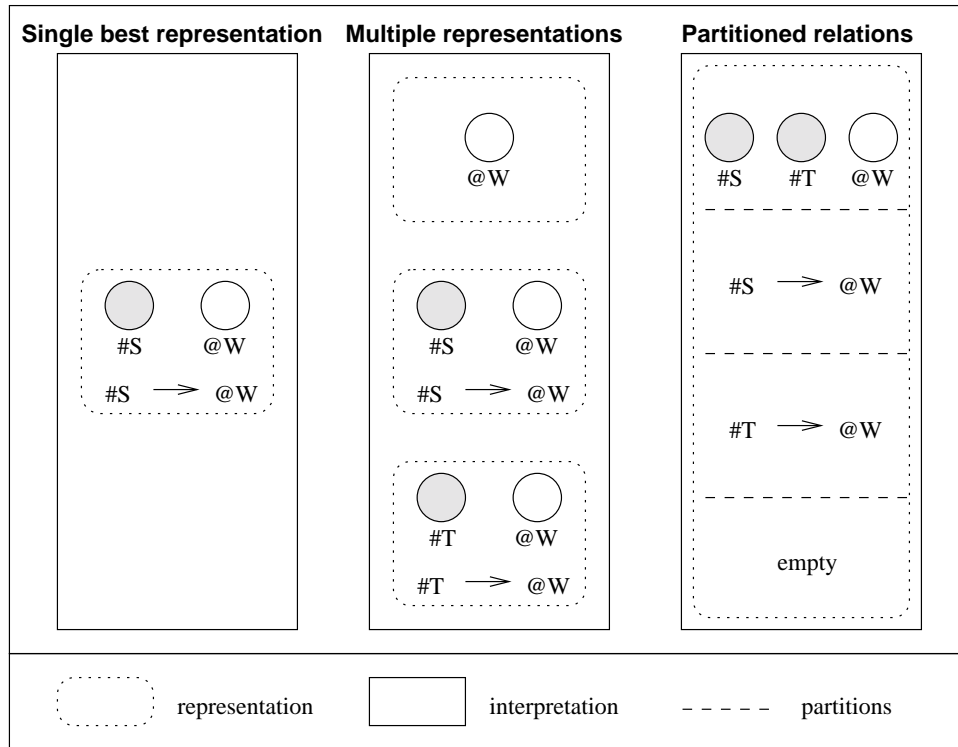 Single best representation
Multiple representations
Partitioned relations
#S @W
#S @W
@W
#S @W
#S @W
#T @W
#T @W
#S #T @W
#S @W
#T @W
empty
representation
interpretation
partitions